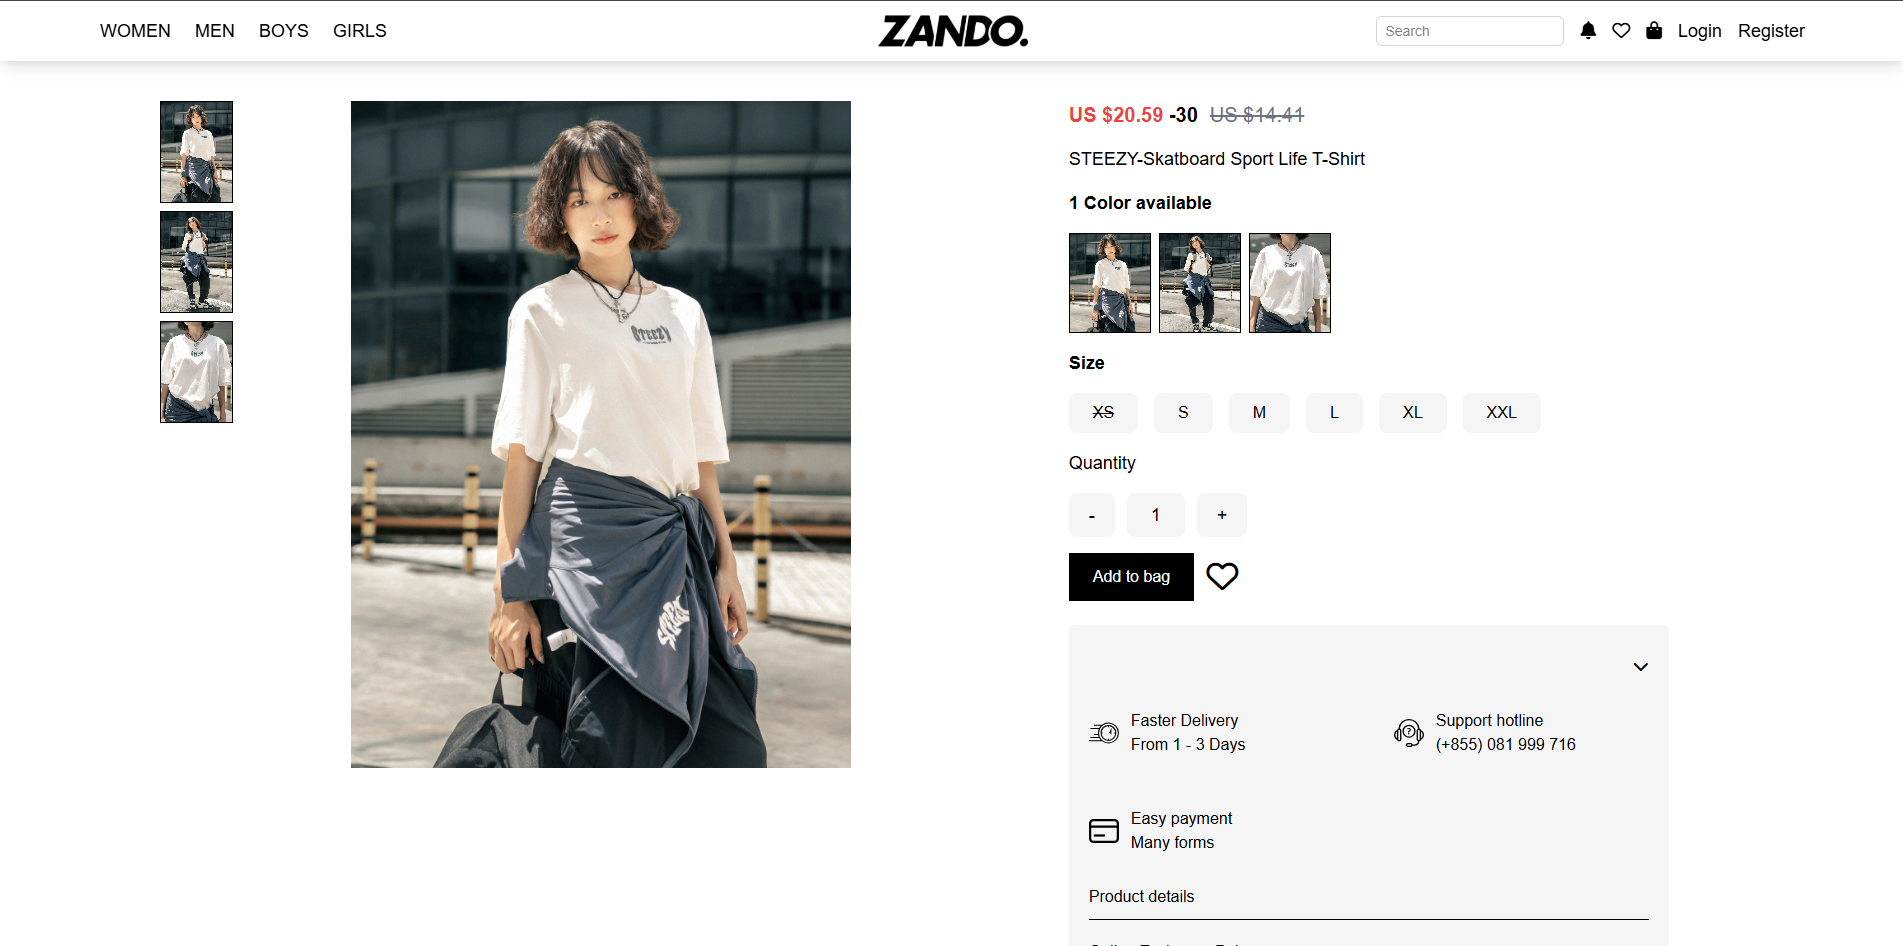 WOMEN MEN BOYS GIRLS
ZANDO.
Search
Login Register
US $20.59 -30 US $14.41
STEEZY-Skatboard Sport Life T-Shirt
1 Color available
Size
XS S M L XL XXL
Quantity
- 1 +
Add to bag
STEEZY
Faster Delivery
From 1 - 3 Days
Support hotline
(+855) 081 999 716
Easy payment
Many forms
Product details